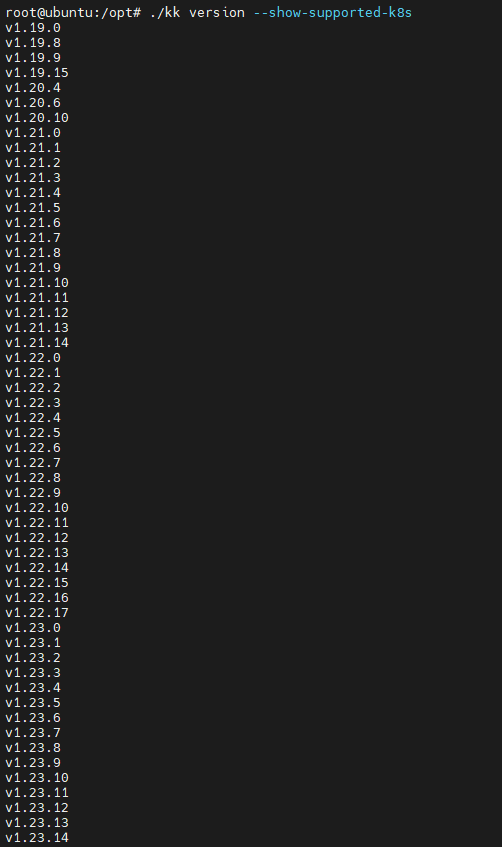 root@ubuntu:/opt# ./kk version --show-supported-k8s
v1.19.0
v1.19.8
v1.19.9
v1.19.15
v1.20.4
v1.20.6
v1.20.10
v1.21.0
v1.21.1
v1.21.2
v1.21.3
v1.21.4
v1.21.5
v1.21.6
v1.21.7
v1.21.8
v1.21.9
v1.21.10
v1.21.11
v1.21.12
v1.21.13
v1.21.14
v1.22.0
v1.22.1
v1.22.2
v1.22.3
v1.22.4
v1.22.5
v1.22.6
v1.22.7
v1.22.8
v1.22.9
v1.22.10
v1.22.11
v1.22.12
v1.22.13
v1.22.14
v1.22.15
v1.22.16
v1.22.17
v1.23.0
v1.23.1
v1.23.2
v1.23.3
v1.23.4
v1.23.5
v1.23.6
v1.23.7
v1.23.8
v1.23.9
v1.23.10
v1.23.11
v1.23.12
v1.23.13
v1.23.14